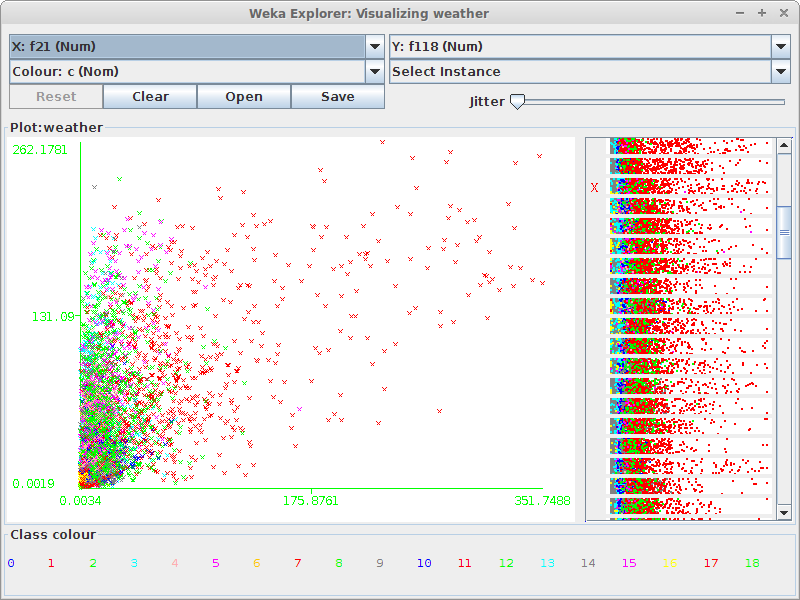 Weka Explorer: Visualizing weather
X: f21 (Num)
Y: f118 (Num)
Colour: c (Nom)
Select Instance
Reset
Clear
Open
Save
Jitter
Plot:weather
262.1781
131.09
0.0019
0.0034
175.8761
351.7488
X
Class colour
0 1 2 3 4 5 6 7 8 9 10 11 12 13 14 15 16 17 18